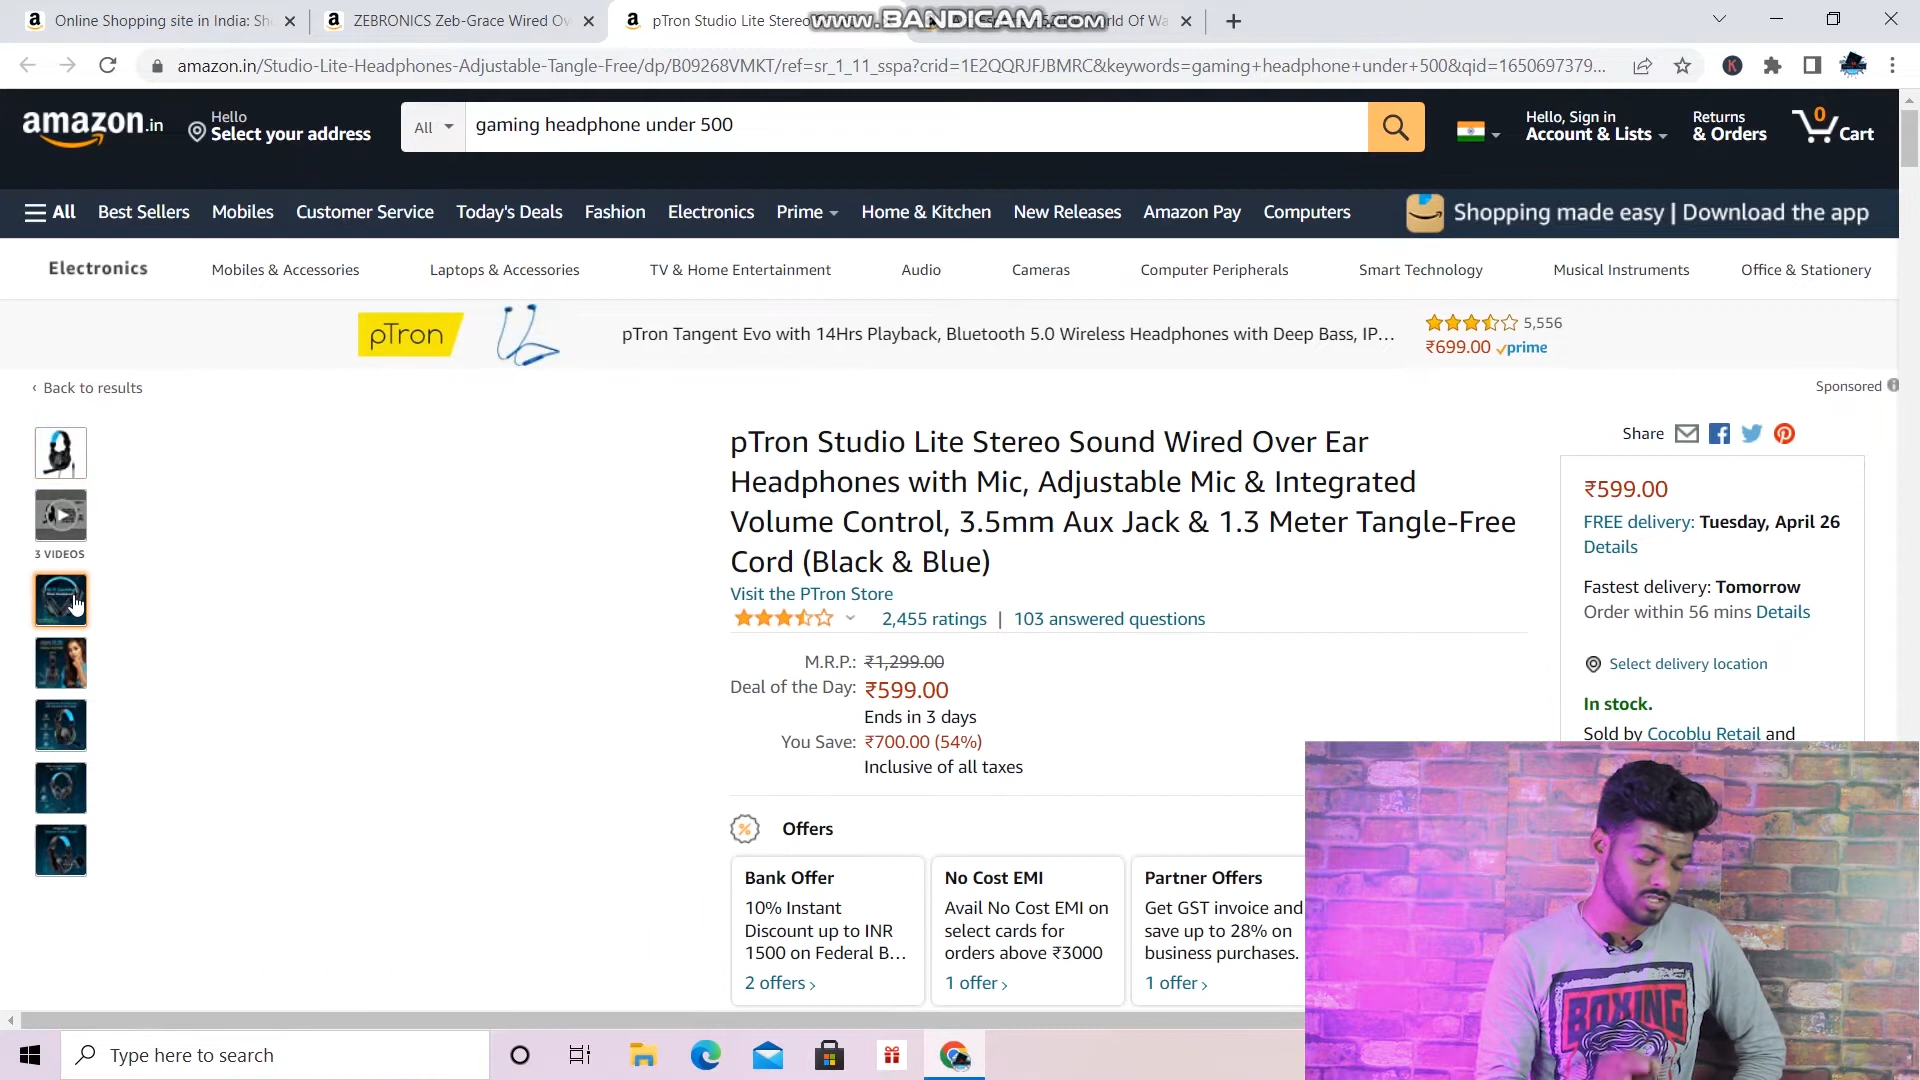 Online Shopping site in India: Sh
ZEBRONICS Zeb-Grace Wired Ov
pTron Studio Lite Stereo
www.BANDICAM.com
amazon.in/Studio-Lite-Headphones-Adjustable-Tangle-Free/dp/B09268VMKT/ref=sr_1_11_sspa?crid=1E2QQRJFJBMRC&keywords=gaming+headphone+under+500&qid=1650697379...
amazon.in
Hello
Select your address
All
gaming headphone under 500
Hello, Sign in
Account & Lists
Returns
& Orders
0
Cart
All Best Sellers Mobiles Customer Service Today's Deals Fashion Electronics Prime Home & Kitchen New Releases Amazon Pay Computers
Shopping made easy | Download the app
Electronics Mobiles & Accessories Laptops & Accessories TV & Home Entertainment Audio Cameras Computer Peripherals Smart Technology Musical Instruments Office & Stationery
pTron
pTron Tangent Evo with 14Hrs Playback, Bluetooth 5.0 Wireless Headphones with Deep Bass, IP...
5,556
₹699.00 prime
‹ Back to results
Sponsored
3 VIDEOS
pTron Studio Lite Stereo Sound Wired Over Ear
Headphones with Mic, Adjustable Mic & Integrated
Volume Control, 3.5mm Aux Jack & 1.3 Meter Tangle-Free
Cord (Black & Blue)
Visit the PTron Store
2,455 ratings | 103 answered questions
M.R.P.: ₹1,299.00
Deal of the Day: ₹599.00
Ends in 3 days
You Save: ₹700.00 (54%)
Inclusive of all taxes
Offers
Bank Offer
10% Instant
Discount up to INR
1500 on Federal B...
2 offers ›
No Cost EMI
Avail No Cost EMI on
select cards for
orders above ₹3000
1 offer ›
Partner Offers
Get GST invoice and
save up to 28% on
business purchases.
1 offer ›
Share
₹599.00
FREE delivery: Tuesday, April 26
Details
Fastest delivery: Tomorrow
Order within 56 mins Details
Select delivery location
In stock.
Sold by Cocoblu Retail and
BOXING
Type here to search